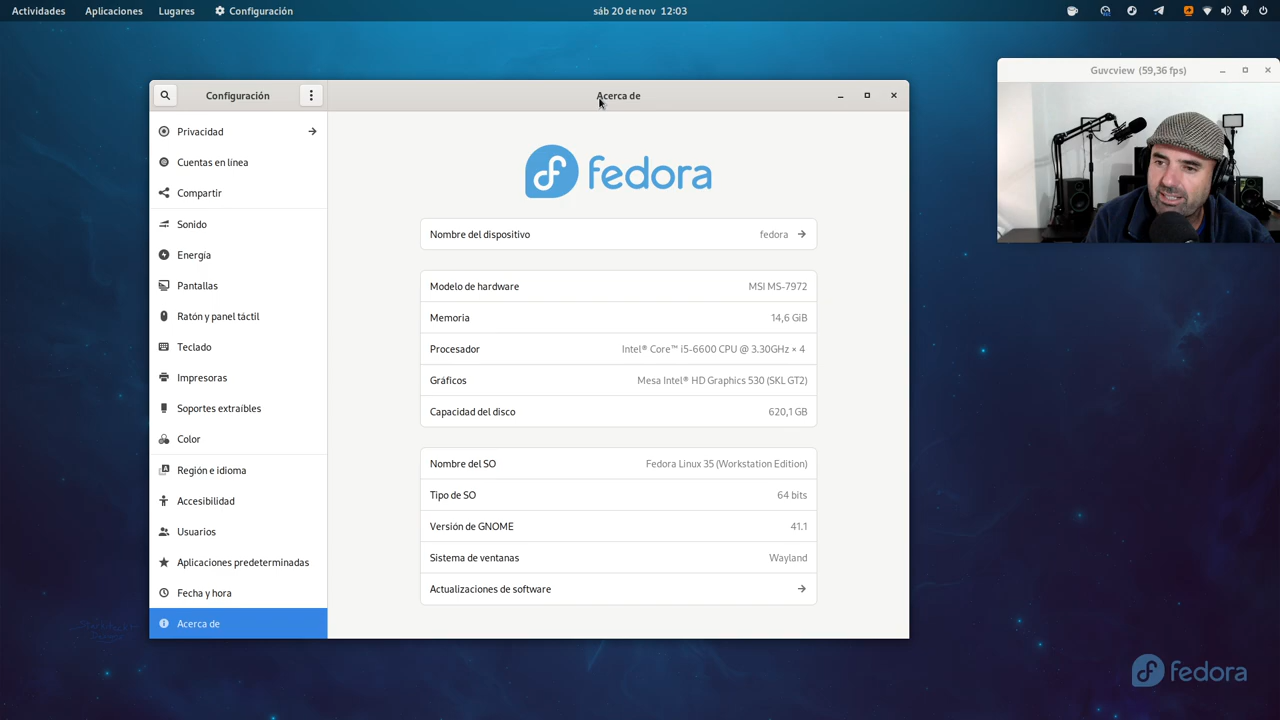 Actividades Aplicaciones Lugares Configuración sáb 20 de nov 12:03
Guvcview (59,36 fps)
Configuración Acerca de
Privacidad
Cuentas en línea
Compartir
Sonido
Energía
Pantallas
Ratón y panel táctil
Teclado
Impresoras
Soportes extraíbles
Color
Región e idioma
Accesibilidad
Usuarios
Aplicaciones predeterminadas
Fecha y hora
Acerca de
fedora
Nombre del dispositivo fedora
Modelo de hardware MSI MS-7972
Memoria 14,6 GiB
Procesador Intel® Core™ i5-6600 CPU @ 3.30GHz × 4
Gráficos Mesa Intel® HD Graphics 530 (SKL GT2)
Capacidad del disco 620,1 GB
Nombre del SO Fedora Linux 35 (Workstation Edition)
Tipo de SO 64 bits
Versión de GNOME 41.1
Sistema de ventanas Wayland
Actualizaciones de software
fedora